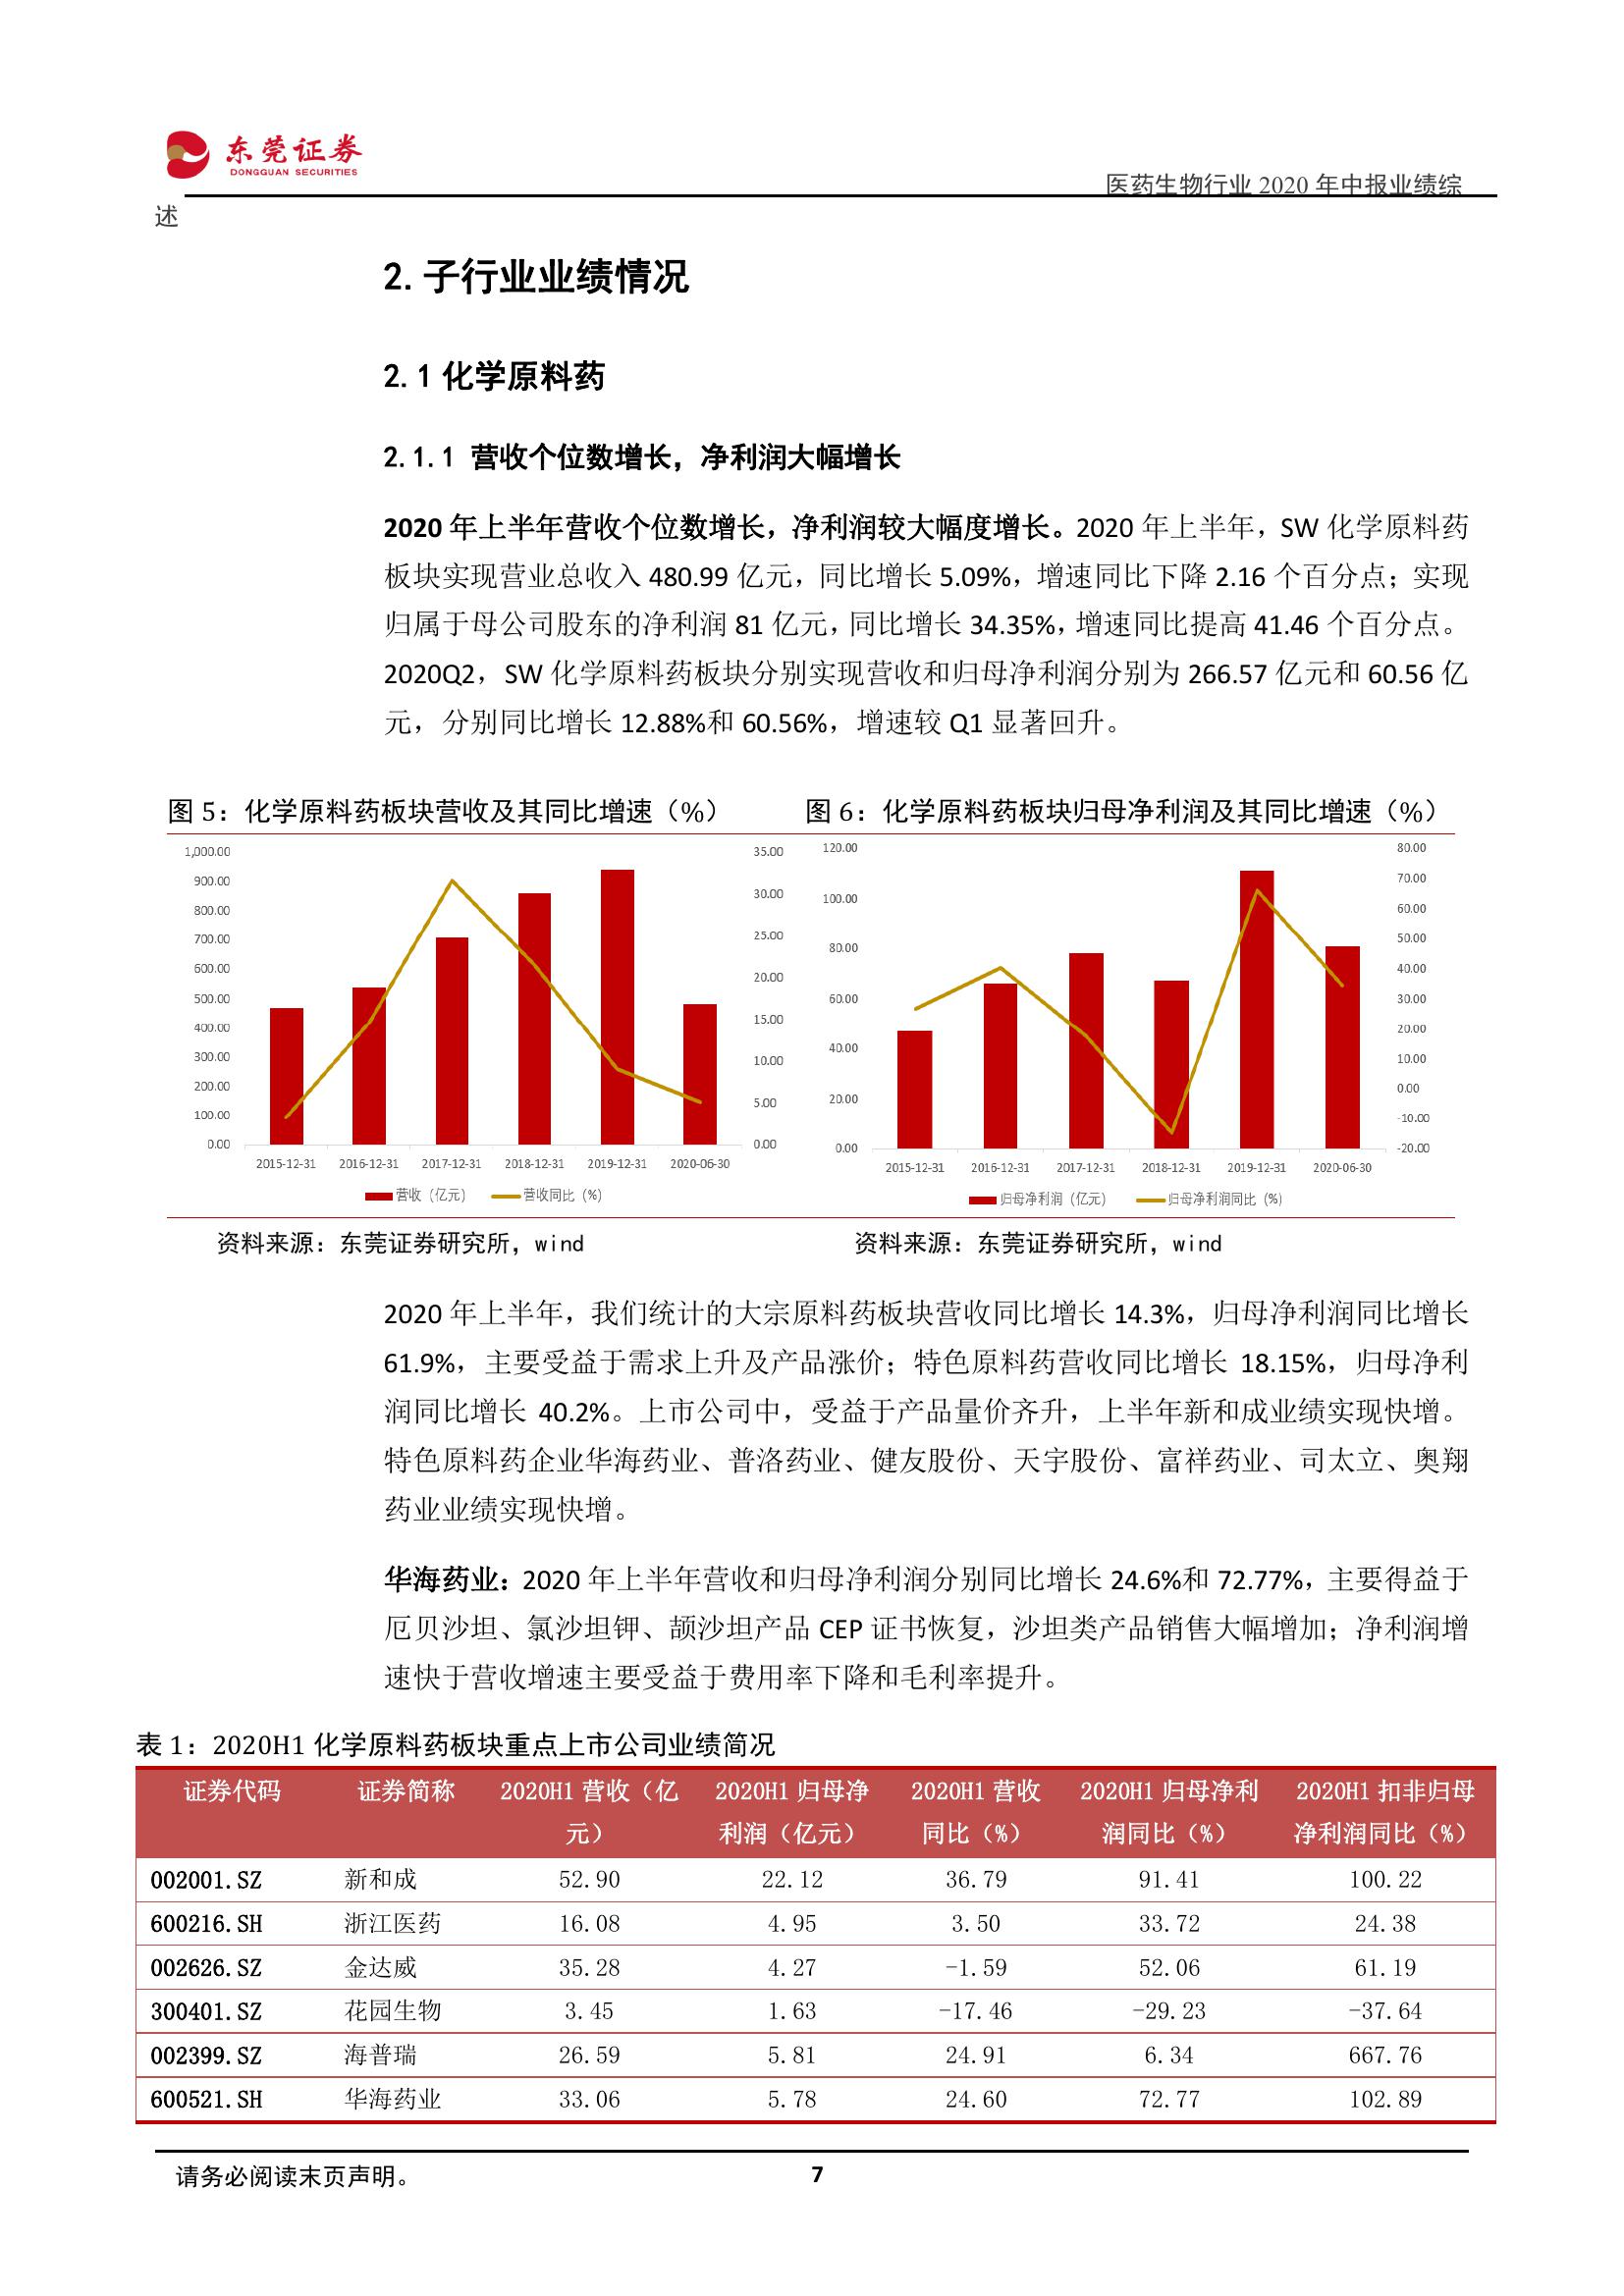 东莞证券
DONGGUAN SECURITIES
医药生物行业 2020 年中报业绩综
述
2.子行业业绩情况
2.1 化学原料药
2.1.1 营收个位数增长，净利润大幅增长
2020 年上半年营收个位数增长，净利润较大幅度增长。2020 年上半年，SW 化学原料药
板块实现营业总收入 480.99 亿元，同比增长 5.09%，增速同比下降 2.16 个百分点；实现
归属于母公司股东的净利润 81 亿元，同比增长 34.35%，增速同比提高 41.46 个百分点。
2020Q2，SW 化学原料药板块分别实现营收和归母净利润分别为 266.57 亿元和 60.56 亿
元，分别同比增长 12.88%和 60.56%，增速较 Q1 显著回升。
图 5：化学原料药板块营收及其同比增速（%）
1,000.00
900.00
800.00
700.00
600.00
500.00
400.00
300.00
200.00
100.00
0.00
35.00
30.00
25.00
20.00
15.00
10.00
5.00
0.00
2015-12-31 2016-12-31 2017-12-31 2018-12-31 2019-12-31 2020-06-30
营收（亿元） 营收同比（%）
资料来源：东莞证券研究所，wind
图 6：化学原料药板块归母净利润及其同比增速（%）
120.00
100.00
80.00
60.00
40.00
20.00
0.00
80.00
70.00
60.00
50.00
40.00
30.00
20.00
10.00
0.00
-10.00
-20.00
2015-12-31 2016-12-31 2017-12-31 2018-12-31 2019-12-31 2020-06-30
归母净利润（亿元） 归母净利润同比（%）
资料来源：东莞证券研究所，wind
2020 年上半年，我们统计的大宗原料药板块营收同比增长 14.3%，归母净利润同比增长
61.9%，主要受益于需求上升及产品涨价；特色原料药营收同比增长 18.15%，归母净利
润同比增长 40.2%。上市公司中，受益于产品量价齐升，上半年新和成业绩实现快增。
特色原料药企业华海药业、普洛药业、健友股份、天宇股份、富祥药业、司太立、奥翔
药业业绩实现快增。
华海药业：2020 年上半年营收和归母净利润分别同比增长 24.6%和 72.77%，主要得益于
厄贝沙坦、氯沙坦钾、颉沙坦产品 CEP 证书恢复，沙坦类产品销售大幅增加；净利润增
速快于营收增速主要受益于费用率下降和毛利率提升。
表 1：2020H1 化学原料药板块重点上市公司业绩简况
证券代码 证券简称 2020H1 营收（亿 2020H1 归母净 2020H1 营收 2020H1 归母净利 2020H1 扣非归母
元） 利润（亿元） 同比（%） 润同比（%） 净利润同比（%）
002001.SZ 新和成 52.90 22.12 36.79 91.41 100.22
600216.SH 浙江医药 16.08 4.95 3.50 33.72 24.38
002626.SZ 金达威 35.28 4.27 -1.59 52.06 61.19
300401.SZ 花园生物 3.45 1.63 -17.46 -29.23 -37.64
002399.SZ 海普瑞 26.59 5.81 24.91 6.34 667.76
600521.SH 华海药业 33.06 5.78 24.60 72.77 102.89
请务必阅读末页声明。
7